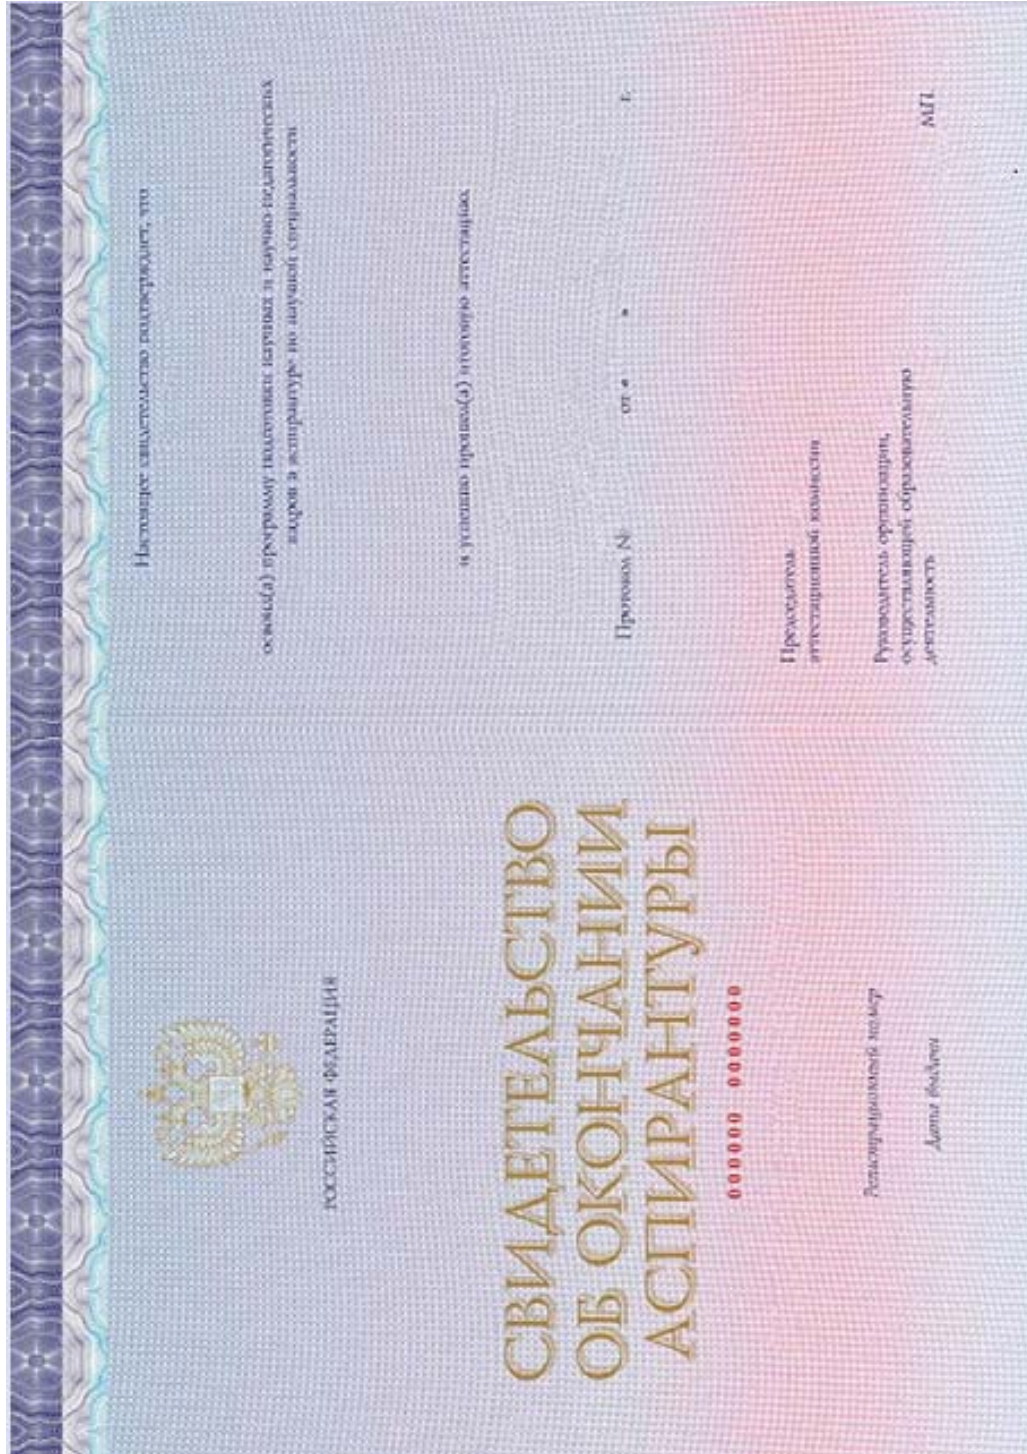 РОССИЙСКАЯ ФЕДЕРАЦИЯ
СВИДЕТЕЛЬСТВО
ОБ ОКОНЧАНИИ
АСПИРАНТУРЫ
000000 0000000
Регистрационный номер
Дата выдачи
Настоящее свидетельство подтверждает, что
освоил(а) программу подготовки научных и научно-педагогических
кадров в аспирантуре по научной специальности
и успешно прошел(а) итоговую аттестацию.
Протокол № от « » г.
Председатель
аттестационной комиссии
Руководитель организации,
осуществляющей образовательную
деятельность
М.П.